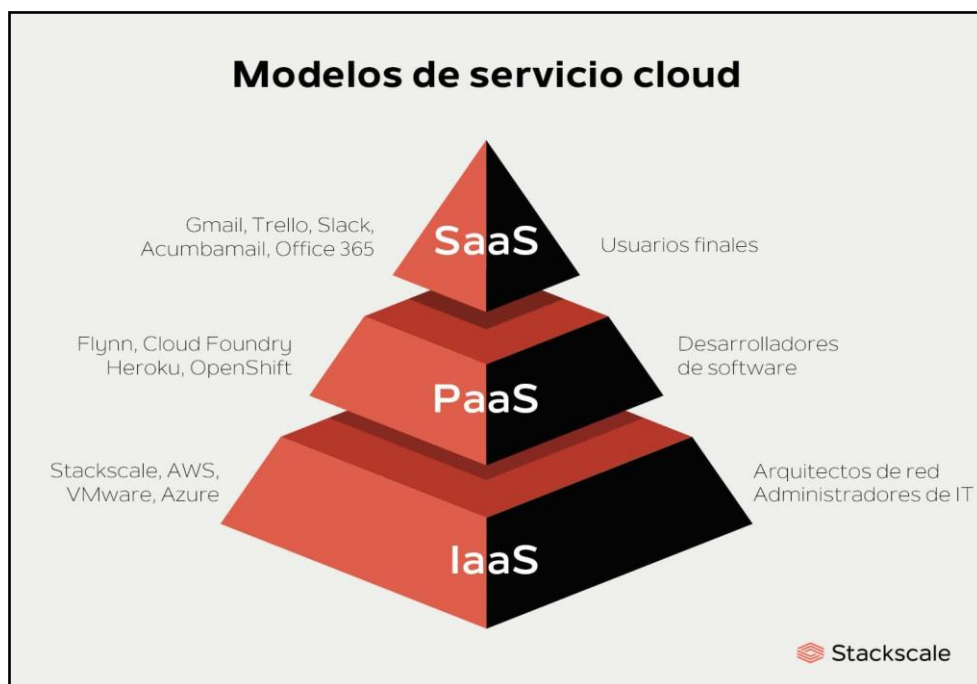 Modelos de servicio cloud
Gmail, Trello, Slack,
Acumbamail, Office 365
SaaS
Usuarios finales
Flynn, Cloud Foundry
Heroku, OpenShift
PaaS
Desarrolladores
de software
Stackscale, AWS,
VMware, Azure
IaaS
Arquitectos de red
Administradores de IT
Stackscale